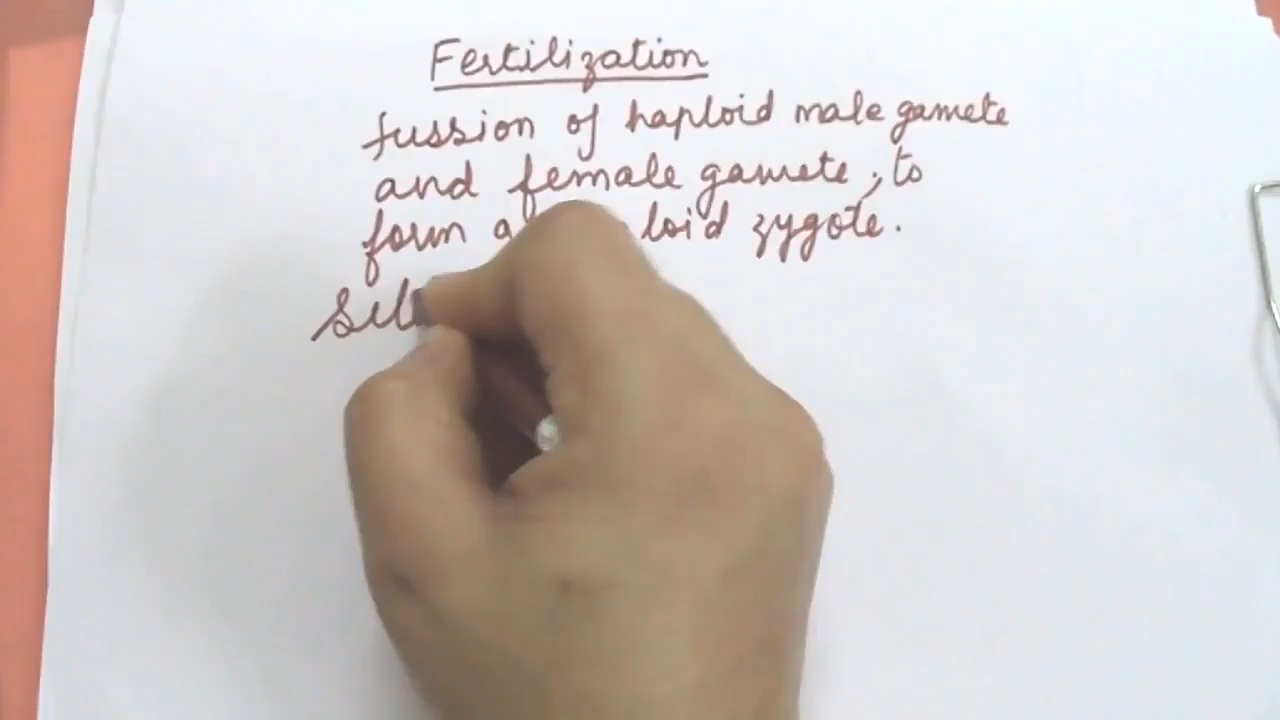 Fertilization
fussion of haploid male gamete
and female gamete, to
form a loid zygote.